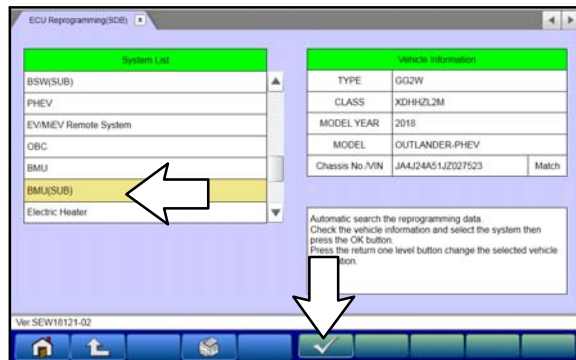 ECU Reprogramming(SDB) x
System List
BSW(SUB)
PHEV
EV/MiEV Remote System
OBC
BMU
BMU(SUB)
Electric Heater
Vehicle Information
TYPE GG2W
CLASS XDHHZL2M
MODEL YEAR 2018
MODEL OUTLANDER-PHEV
Chassis No./VIN JA4J24A51JZ027523 Match
Automatic search the reprogramming data.
Check the vehicle information and select the system then
press the OK button.
Press the return one level button change the selected vehicle
Ver.SEW16121-02